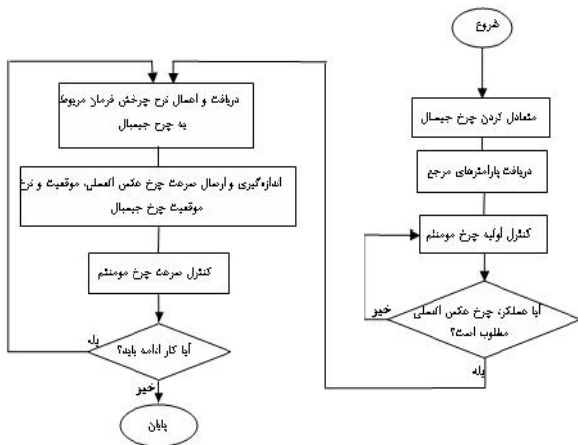 شروع
متعادل کردن چرخ جیمبال
دریافت پارامترهای مرجع
کنترل اولیه چرخ مومنتم
آیا عملکرد چرخ عکس العملی
مطلوب است؟
خیر
بله
دریافت و اعمال نرخ چرخش فرمان مربوط
به چرخ جیمبال
اندازه‌گیری و ارسال سرعت چرخ عکس العملی، موقعیت و نرخ
موقعیت چرخ جیمبال
کنترل سرعت چرخ مومنتم
آیا کار ادامه یابد؟
بله
خیر
پایان